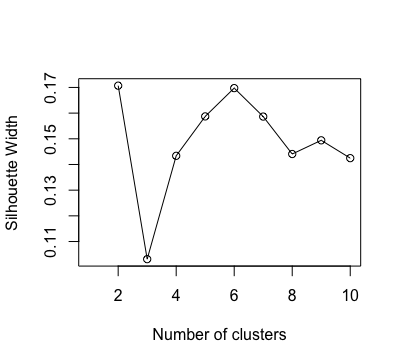 Silhouette Width
0.17
0.15
0.13
0.11
2 4 6 8 10
Number of clusters